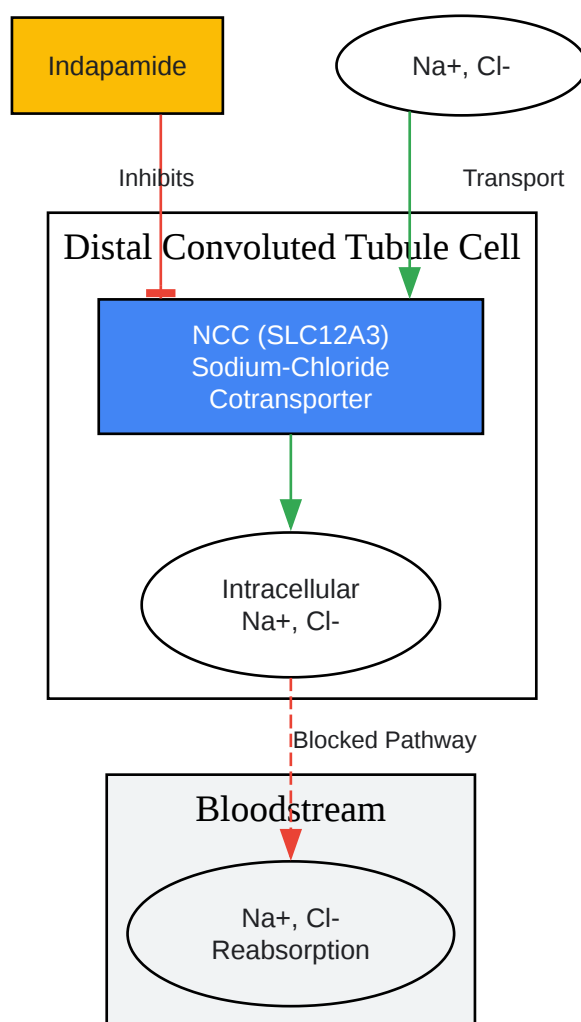 Indapamide
Na+, Cl-
Inhibits
Transport
Distal Convoluted Tubule Cell
NCC (SLC12A3)
Sodium-Chloride
Cotransporter
Intracellular
Na+, Cl-
Blocked Pathway
Bloodstream
Na+, Cl-
Reabsorption